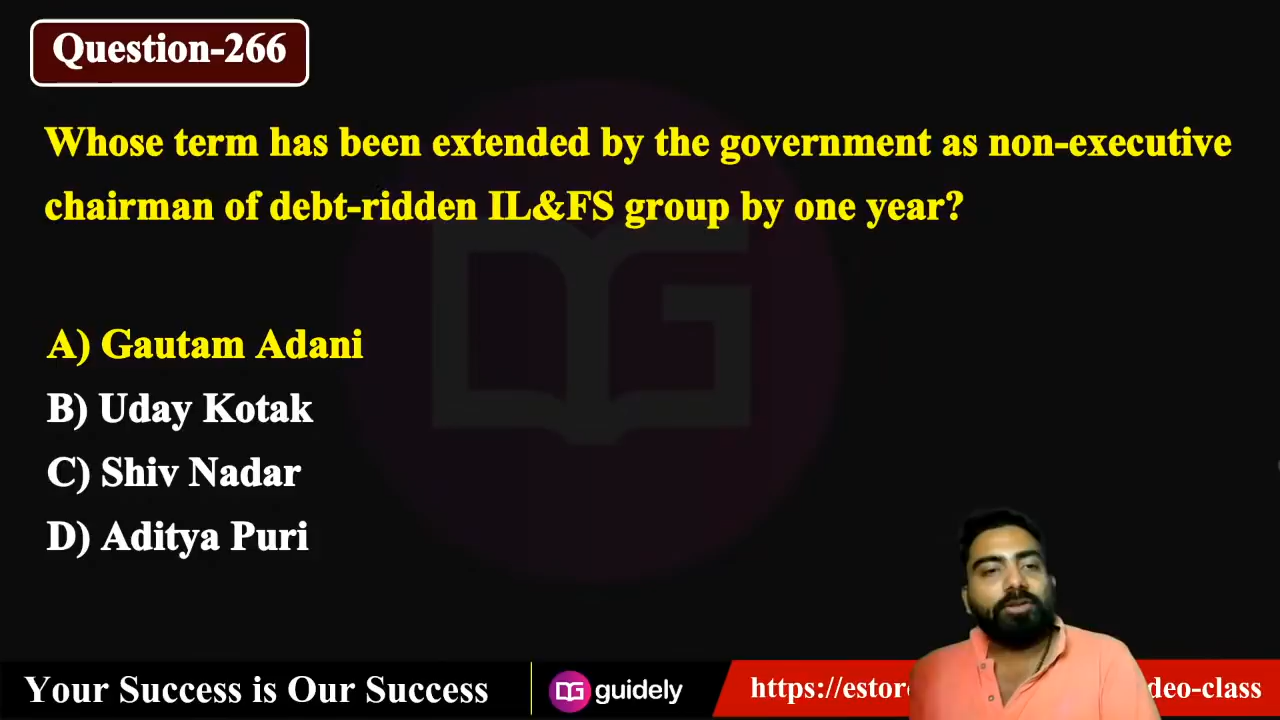 Question-266
Whose term has been extended by the government as non-executive
chairman of debt-ridden IL&FS group by one year?
A) Gautam Adani
B) Uday Kotak
C) Shiv Nadar
D) Aditya Puri
Your Success is Our Success
guidely
https://estor deo-class